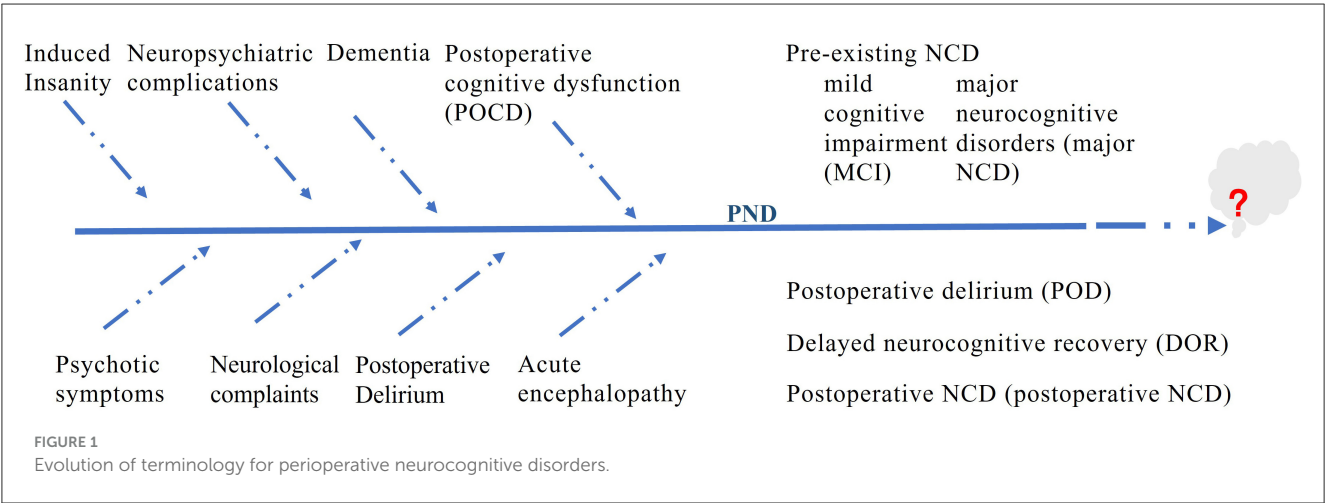 Induced
Insanity
Neuropsychiatric
complications
Dementia
Postoperative
cognitive dysfunction
(POCD)
Pre-existing NCD
mild
cognitive
impairment
(MCI)
major
neurocognitive
disorders (major
NCD)
PND
?
Psychotic
symptoms
Neurological
complaints
Postoperative
Delirium
Acute
encephalopathy
Postoperative delirium (POD)
Delayed neurocognitive recovery (DOR)
Postoperative NCD (postoperative NCD)
FIGURE 1
Evolution of terminology for perioperative neurocognitive disorders.